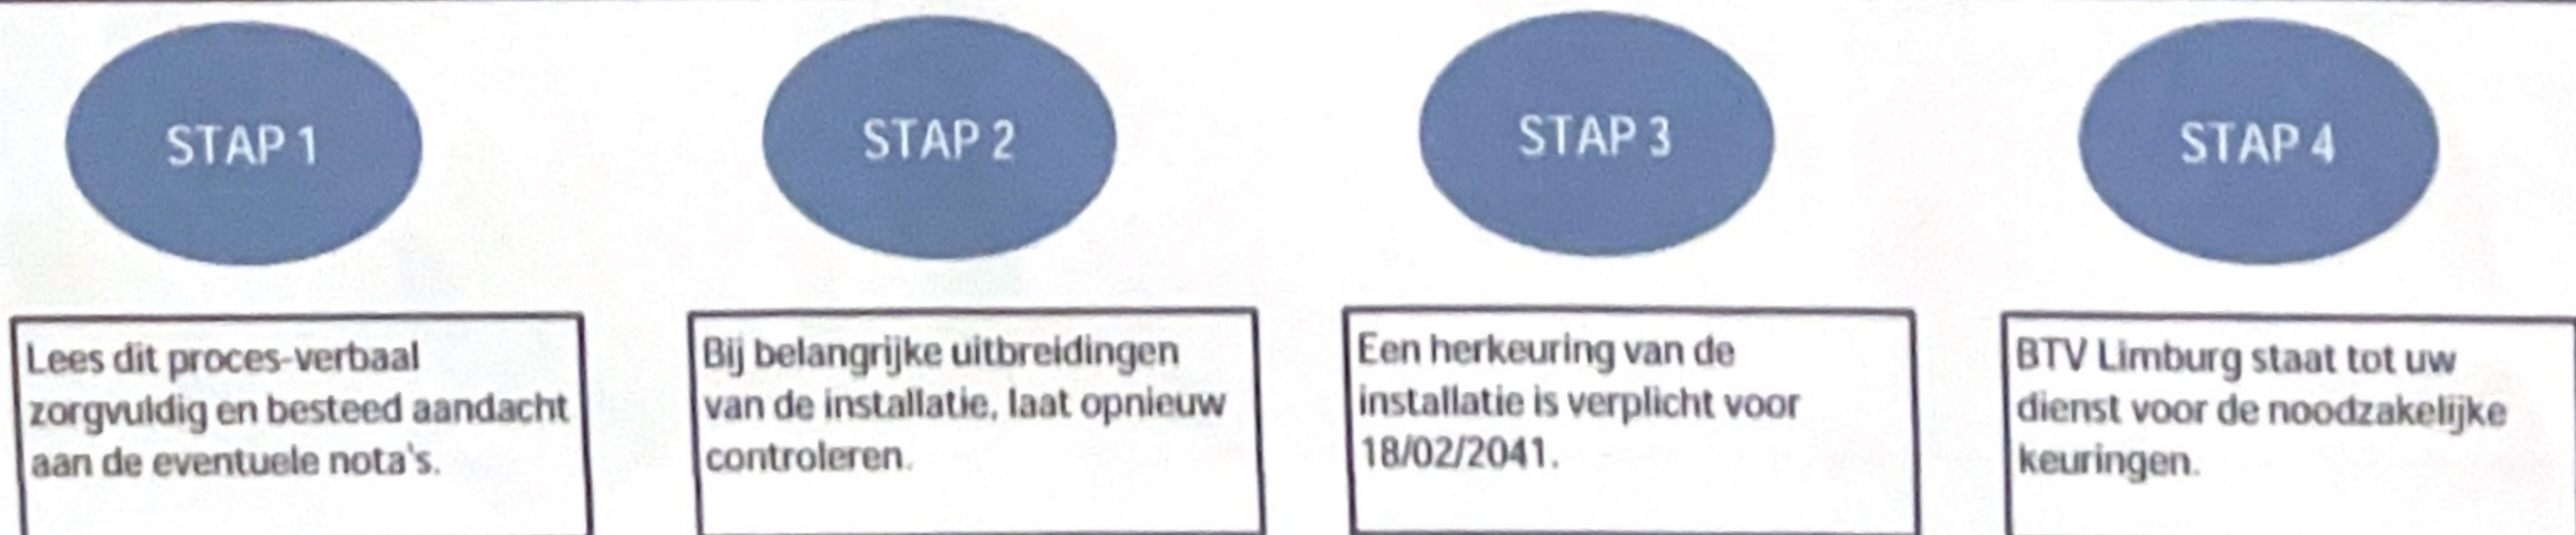 STAP 1
STAP 2
STAP 3
STAP 4
Lees dit proces-verbaal
zorgvuldig en besteed aandacht
aan de eventuele nota's.
Bij belangrijke uitbreidingen
van de installatie, laat opnieuw
controleren.
Een herkeuring van de
installatie is verplicht voor
18/02/2041.
BTV Limburg staat tot uw
dienst voor de noodzakelijke
keuringen.